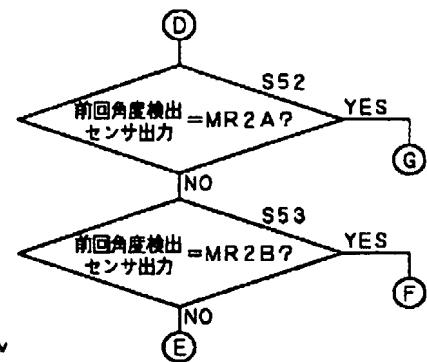 D
S52
前回角度検出
センサ出力
=MR2A?
YES
G
NO
S53
前回角度検出
センサ出力
=MR2B?
YES
F
NO
E